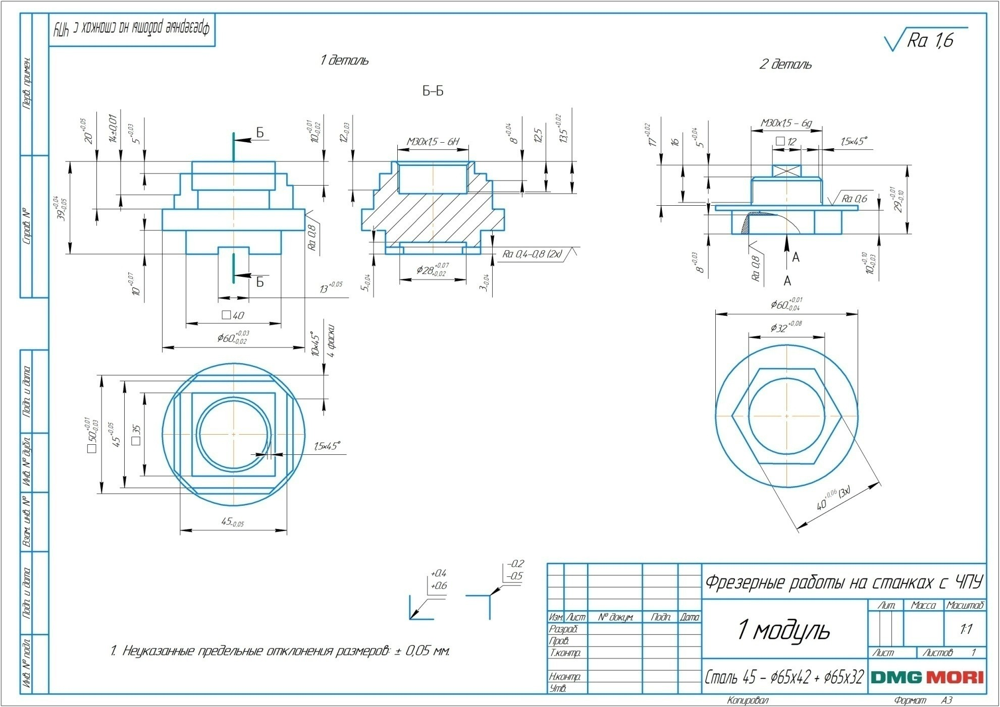 Фрезерные работы на станках с ЧПУ
Перв. примен.
Справ. №
Подп. и дата
Инв. № дубл.
Взам. инв. №
Подп. и дата
Инв. № подл.
√ Ra 1,6
1 деталь
2 деталь
Б-Б
Б
Б
39 +0.04 -0.05
20 +0.05
14±0,01
5 +0.03
10 +0.01 -0.02
10 +0.07
Ra 0,8
13 +0,05
□ 40
ϕ60 +0.03 -0.02
12 -0.03
M30x1,5 - 6H
8 +0.04
12,5
13,5 +0.02
Ra 0,4-0,8 (2x)
ϕ28 +0.07 +0.02
5 -0.04
3 -0.04
10x45°
4 фаски
□50 +0.01 -0.03
45 +0.05
□35
1,5x45°
45 -0,05
17 +0.02
16
5 +0.04
M30x1,5 - 6g
□ 12
1,5x45°
Ra 0,6
29 -0.01 -0.10
8 +0.03
Ra 0,8
А
А
10 +0.10 +0.03
ϕ60 +0.01 -0.04
ϕ32 +0.08
40 +0,06 (3x)
+0.4
+0.6
-0.2
-0.5
1. Неуказанные предельные отклонения размеров: ± 0,05 мм.
Фрезерные работы на станках с ЧПУ
Изм. Лист № докум. Подп. Дата
Разраб.
Пров.
Т.контр.
Н.контр.
Утв.
1 модуль
Лит. Масса Масштаб
1:1
Лист Листов 1
Сталь 45 - ϕ65x42 + ϕ65x32
DMG MORI
Копировал Формат А3